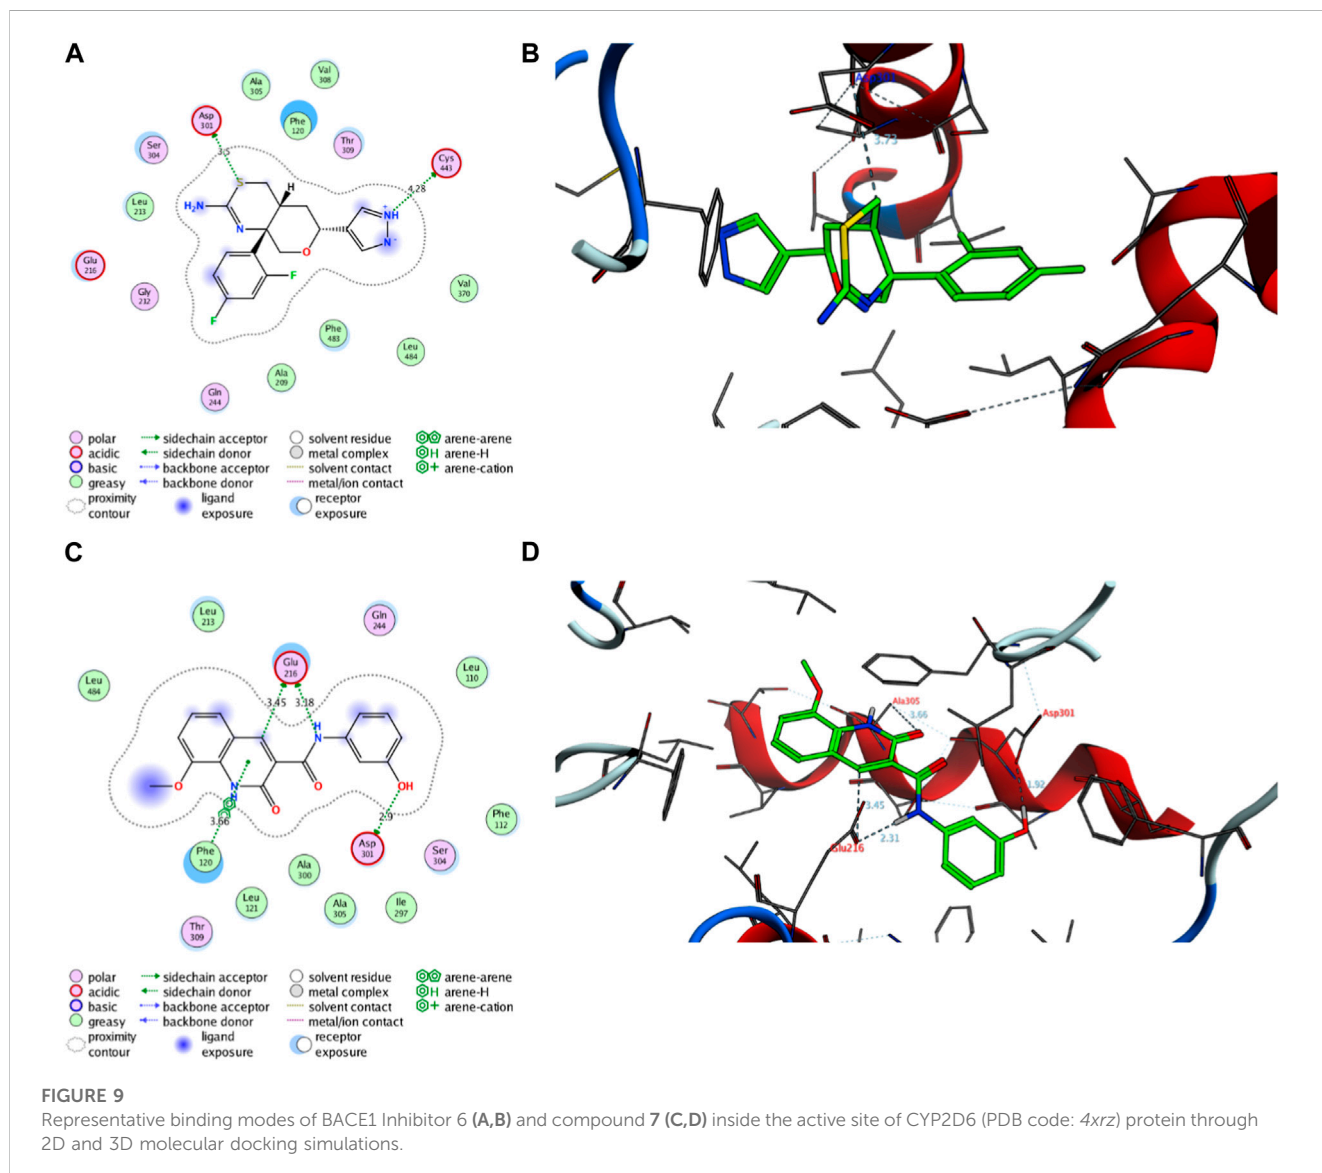 A
Val
308
Ala
305
Asp
301
Phe
120
Ser
304
Thr
309
Cys
443
3.5
4.28
S
H
H₂N
N
NH
+
N
-
O
F
F
Leu
213
Glu
216
Gly
232
Val
370
Phe
483
Leu
484
Ala
209
Gln
244
polar
acidic
basic
greasy
proximity
contour
sidechain acceptor
sidechain donor
backbone acceptor
backbone donor
ligand
exposure
solvent residue
metal complex
solvent contact
metal/ion contact
receptor
exposure
arene-arene
H arene-H
+ arene-cation
B
Asp301
3.73
C
Leu
213
Gln
244
Glu
216
Leu
484
Leu
110
3.45
3.18
H
N
O
O
N
H
O
OH
3.66
2.9
Phe
120
Phe
112
Asp
301
Ser
304
Ala
300
Leu
121
Ala
305
Ile
297
Thr
309
polar
acidic
basic
greasy
proximity
contour
sidechain acceptor
sidechain donor
backbone acceptor
backbone donor
ligand
exposure
solvent residue
metal complex
solvent contact
metal/ion contact
receptor
exposure
arene-arene
H arene-H
+ arene-cation
D
Ala305
3.66
Asp301
1.92
3.45
2.31
Glu216
FIGURE 9
Representative binding modes of BACE1 Inhibitor 6 (A,B) and compound 7 (C,D) inside the active site of CYP2D6 (PDB code: 4xrz) protein through
2D and 3D molecular docking simulations.